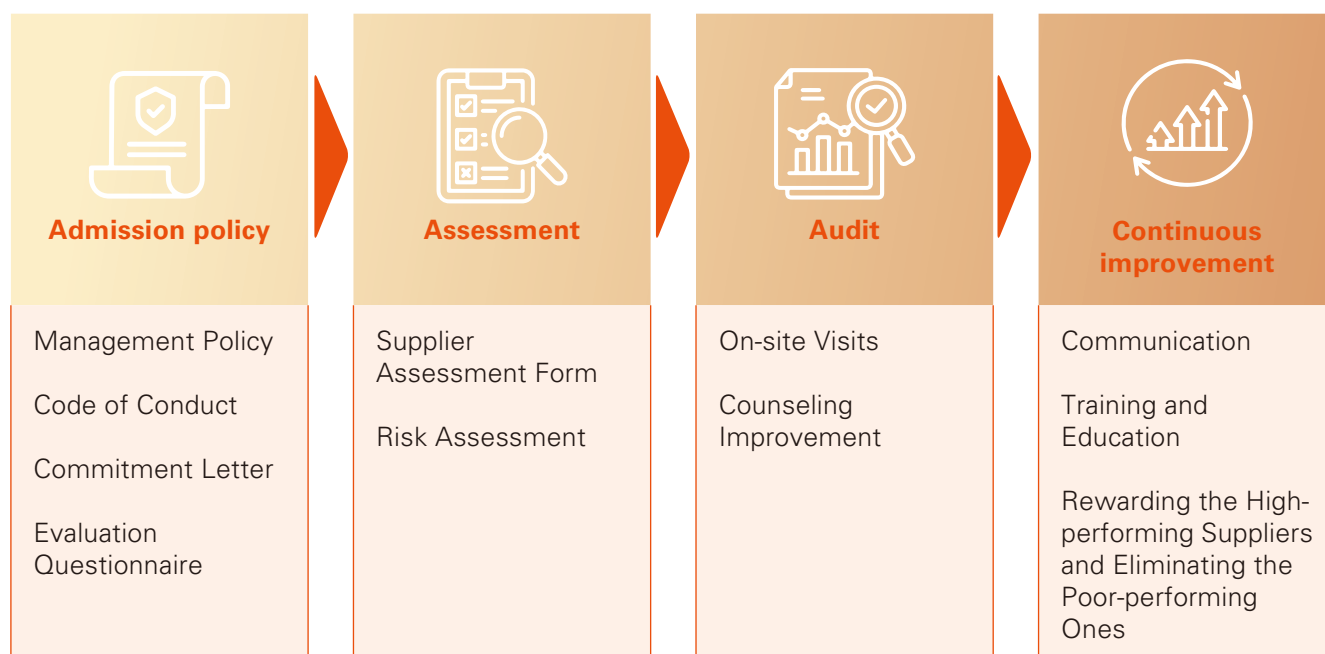 Admission policy
Management Policy
Code of Conduct
Commitment Letter
Evaluation
Questionnaire
Assessment
Supplier
Assessment Form
Risk Assessment
Audit
On-site Visits
Counseling
Improvement
Continuous
improvement
Communication
Training and
Education
Rewarding the High-
performing Suppliers
and Eliminating the
Poor-performing
Ones